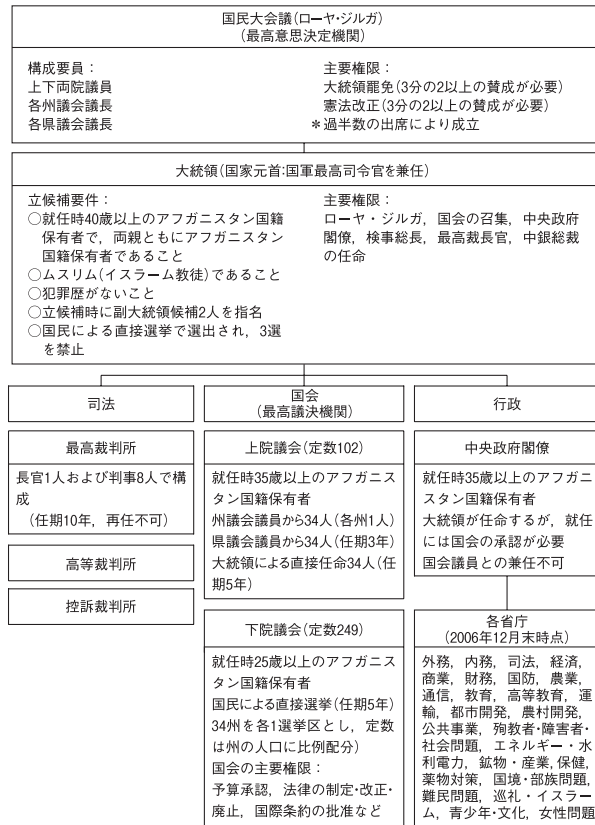 国民大会議(ローヤ・ジルガ)
(最高意思決定機関)
構成要員：
上下両院議員
各州議会議長
各県議会議長
主要権限：
大統領罷免(3分の2以上の賛成が必要)
憲法改正(3分の2以上の賛成が必要)
＊過半数の出席により成立
大統領(国家元首:国軍最高司令官を兼任)
立候補要件：
○就任時40歳以上のアフガニスタン国籍
保有者で，両親ともにアフガニスタン
国籍保有者であること
○ムスリム(イスラーム教徒)であること
○犯罪歴がないこと
○立候補時に副大統領候補2人を指名
○国民による直接選挙で選出され，3選
を禁止
主要権限：
ローヤ・ジルガ，国会の召集，中央政府
閣僚，検事総長，最高裁長官，中銀総裁
の任命
司法
最高裁判所
長官1人および判事8人で構
成
(任期10年，再任不可)
高等裁判所
控訴裁判所
国会
(最高議決機関)
上院議会(定数102)
就任時35歳以上のアフガニ
スタン国籍保有者
州議会議員から34人(各州1人)
県議会議員から34人(任期3年)
大統領による直接任命34人(任
期5年)
下院議会(定数249)
就任時25歳以上のアフガニ
スタン国籍保有者
国民による直接選挙(任期5年)
34州を各1選挙区とし，定数
は州の人口に比例配分)
国会の主要権限：
予算承認，法律の制定・改正・
廃止，国際条約の批准など
行政
中央政府閣僚
就任時35歳以上のアフガニ
スタン国籍保有者
大統領が任命するが，就任
には国会の承認が必要
国会議員との兼任不可
各省庁
(2006年12月末時点)
外務，内務，司法，経済，
商業，財務，国防，農業，
通信，教育，高等教育，運
輸，都市開発，農村開発，
公共事業，殉教者・障害者・
社会問題，エネルギー・水
利電力，鉱物・産業，保健，
薬物対策，国境・部族問題，
難民問題，巡礼・イスラー
ム，青少年・文化，女性問題